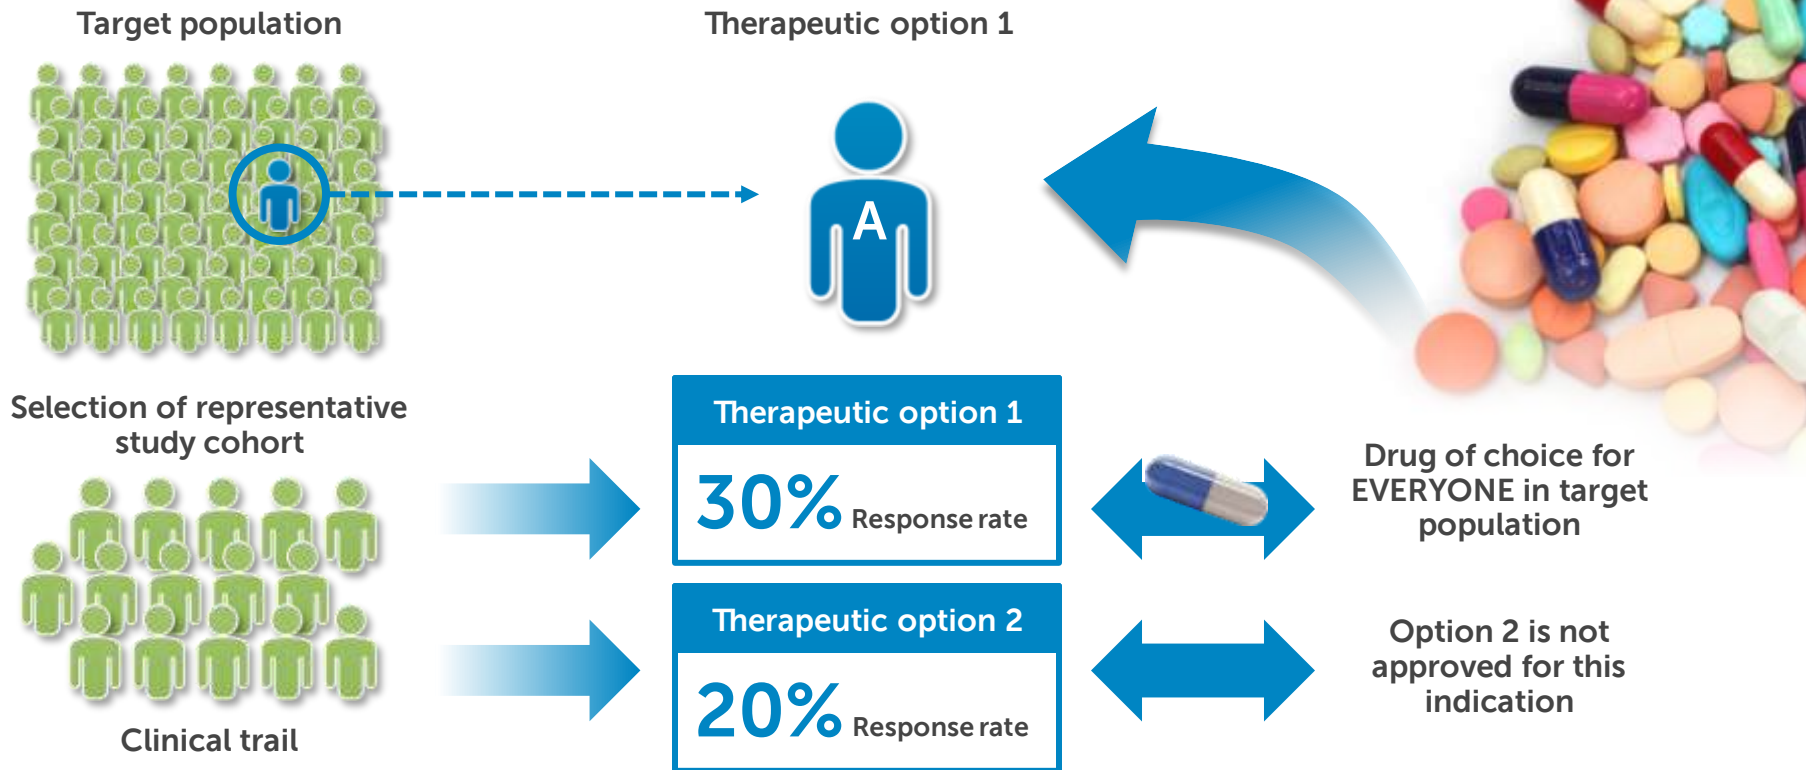 Target population
Therapeutic option 1
A
Selection of representative
study cohort
Therapeutic option 1
30% Response rate
Drug of choice for
EVERYONE in target
population
Therapeutic option 2
20% Response rate
Option 2 is not
approved for this
indication
Clinical trail